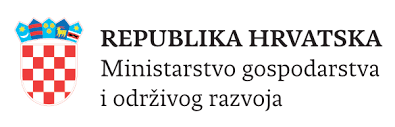 REPUBLIKA HRVATSKA
Ministarstvo gospodarstva
i održivog razvoja